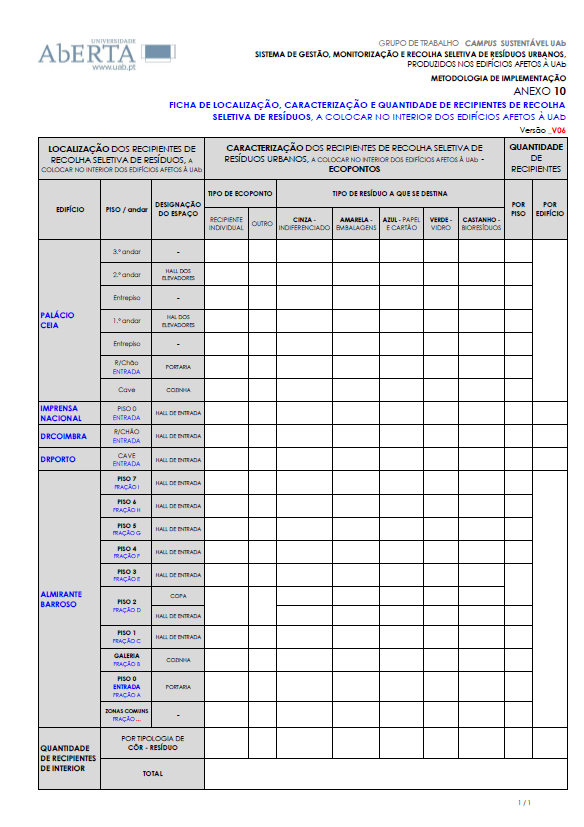 UNIVERSIDADE
AbERTA
www.uab.pt
GRUPO DE TRABALHO CAMPUS SUSTENTÁVEL UAb
SISTEMA DE GESTÃO, MONITORIZAÇÃO E RECOLHA SELETIVA DE RESÍDUOS URBANOS,
PRODUZIDOS NOS EDIFÍCIOS AFETOS À UAb
METODOLOGIA DE IMPLEMENTAÇÃO
ANEXO 10
FICHA DE LOCALIZAÇÃO, CARACTERIZAÇÃO E QUANTIDADE DE RECIPIENTES DE RECOLHA
SELETIVA DE RESÍDUOS, A COLOCAR NO INTERIOR DOS EDIFÍCIOS AFETOS À UAb
Versão _V06
LOCALIZAÇÃO DOS RECIPIENTES DE
RECOLHA SELETIVA DE RESÍDUOS, A
COLOCAR NO INTERIOR DOS EDIFÍCIOS AFETOS À UAb
CARACTERIZAÇÃO DOS RECIPIENTES DE RECOLHA SELETIVA DE
RESÍDUOS URBANOS, A COLOCAR NO INTERIOR DOS EDIFÍCIOS AFETOS À UAb -
ECOPONTOS
QUANTIDADE
DE
RECIPIENTES
EDIFÍCIO
PISO / andar
DESIGNAÇÃO
DO ESPAÇO
TIPO DE ECOPONTO
TIPO DE RESÍDUO A QUE SE DESTINA
POR
PISO
POR
EDIFÍCIO
RECIPIENTE
INDIVIDUAL
OUTRO
CINZA -
INDIFERENCIADO
AMARELA -
EMBALAGENS
AZUL - PAPEL
E CARTÃO
VERDE -
VIDRO
CASTANHO -
BIORESÍDUOS
PALÁCIO
CEIA
3.º andar
-
2.º andar
HALL DOS
ELEVADORES
Entrepiso
-
1.º andar
HAL DOS
ELEVADORES
Entrepiso
-
R/Chão
ENTRADA
PORTARIA
Cave
COZINHA
IMPRENSA
NACIONAL
PISO 0
ENTRADA
HALL DE ENTRADA
DRCOIMBRA
R/CHÃO
ENTRADA
HALL DE ENTRADA
DRPORTO
CAVE
ENTRADA
HALL DE ENTRADA
ALMIRANTE
BARROSO
PISO 7
FRAÇÃO I
HALL DE ENTRADA
PISO 6
FRAÇÃO H
HALL DE ENTRADA
PISO 5
FRAÇÃO G
HALL DE ENTRADA
PISO 4
FRAÇÃO F
HALL DE ENTRADA
PISO 3
FRAÇÃO E
HALL DE ENTRADA
PISO 2
FRAÇÃO D
COPA
HALL DE ENTRADA
PISO 1
FRAÇÃO C
HALL DE ENTRADA
GALERIA
FRAÇÃO B
COZINHA
PISO 0
ENTRADA
FRAÇÃO A
PORTARIA
ZONAS COMUNS
FRAÇÃO ...
-
QUANTIDADE
DE RECIPIENTES
DE INTERIOR
POR TIPOLOGIA DE
CÔR - RESÍDUO
TOTAL
1 / 1